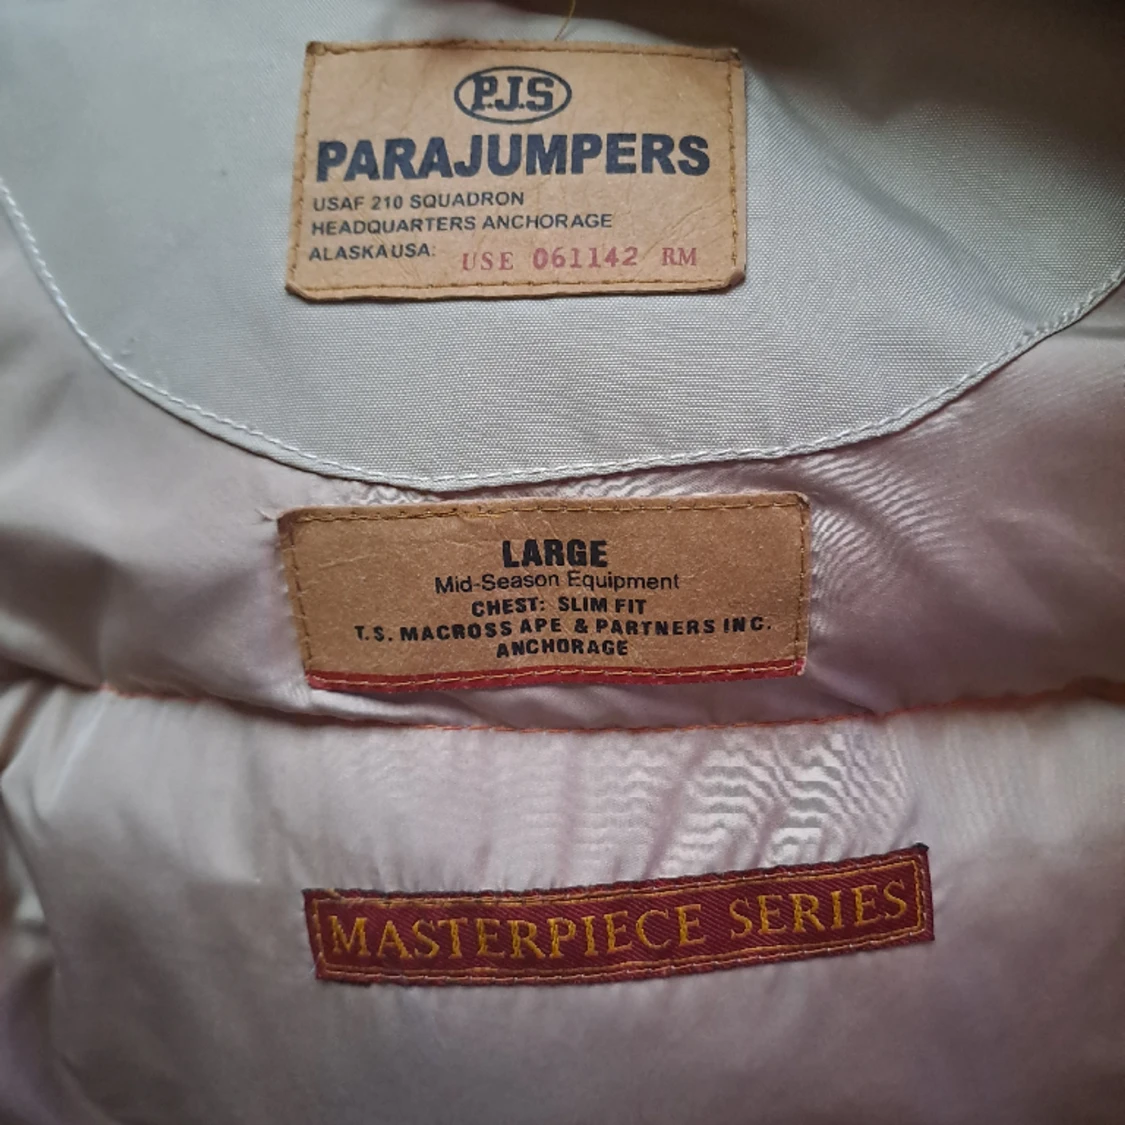 P.J.S
PARAJUMPERS
USAF 210 SQUADRON
HEADQUARTERS ANCHORAGE
ALASKA USA: USE 061142 RM
LARGE
Mid-Season Equipment
CHEST: SLIM FIT
T.S. MACROSS APE & PARTNERS INC.
ANCHORAGE
MASTERPIECE SERIES